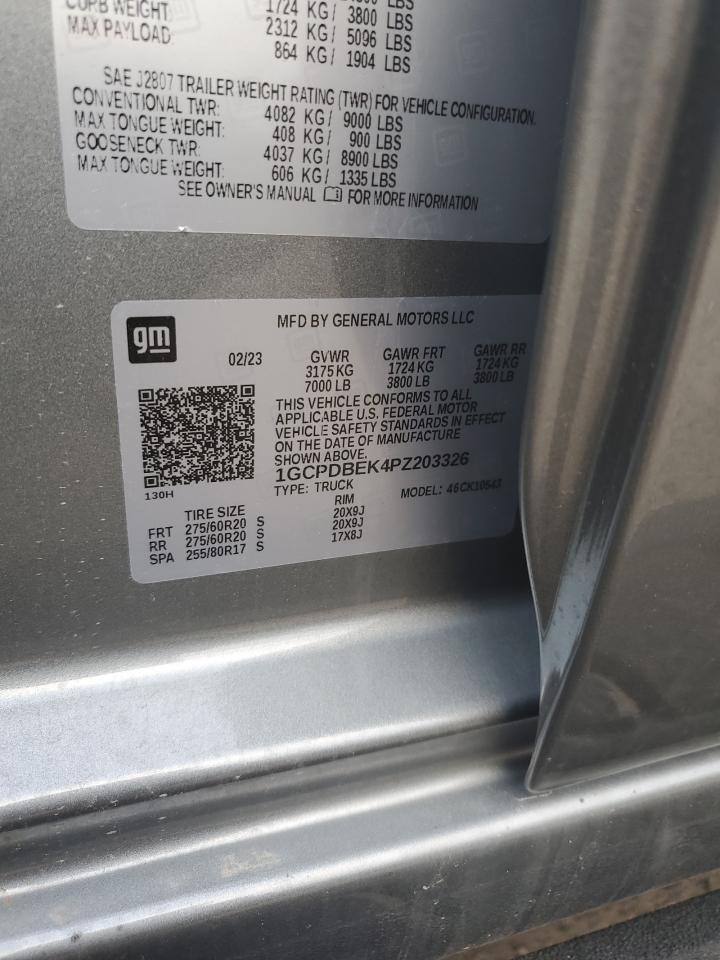 CURB WEIGHT 1724 KG/ 3800 LBS
MAX PAYLOAD: 2312 KG/ 5096 LBS
864 KG/ 1904 LBS
SAE J2807 TRAILER WEIGHT RATING (TWR) FOR VEHICLE CONFIGURATION.
CONVENTIONAL TWR: 4082 KG/ 9000 LBS
MAX TONGUE WEIGHT: 408 KG/ 900 LBS
GOOSENECK TWR: 4037 KG/ 8900 LBS
MAX TONGUE WEIGHT: 606 KG/ 1335 LBS
SEE OWNER'S MANUAL FOR MORE INFORMATION
gm
MFD BY GENERAL MOTORS LLC
02/23 GVWR GAWR FRT GAWR RR
3175 KG 1724 KG 1724 KG
7000 LB 3800 LB 3800 LB
THIS VEHICLE CONFORMS TO ALL
APPLICABLE U.S. FEDERAL MOTOR
VEHICLE SAFETY STANDARDS IN EFFECT
ON THE DATE OF MANUFACTURE
SHOWN ABOVE.
1GCPDBEK4PZ203326
TYPE: TRUCK MODEL: 46CK10543
130H
TIRE SIZE RIM
FRT 275/60R20 S 20X9J
RR 275/60R20 S 20X9J
SPA 255/80R17 S 17X8J